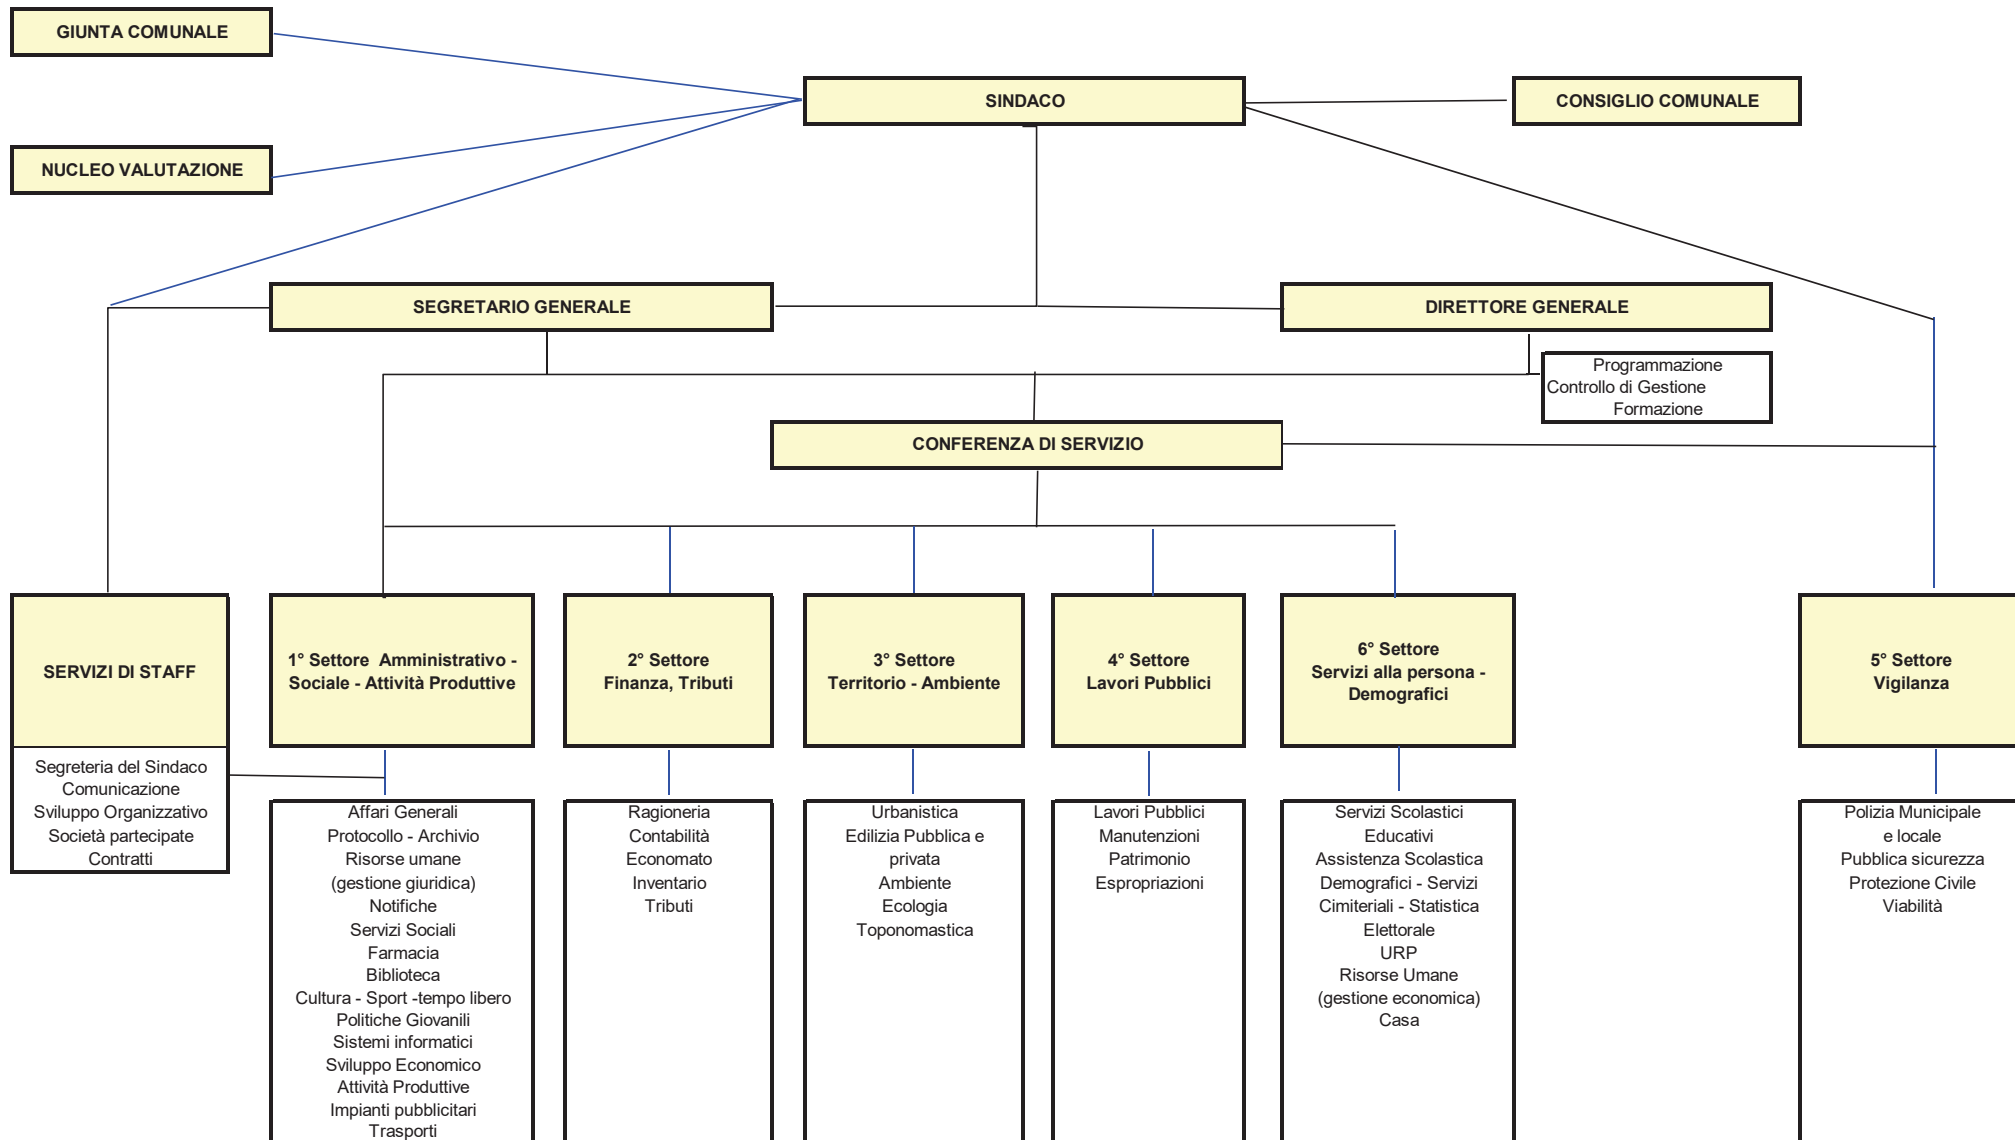 GIUNTA COMUNALE
SINDACO
CONSIGLIO COMUNALE
NUCLEO VALUTAZIONE
SEGRETARIO GENERALE
DIRETTORE GENERALE
Programmazione
Controllo di Gestione
Formazione
CONFERENZA DI SERVIZIO
SERVIZI DI STAFF
Segreteria del Sindaco
Comunicazione
Sviluppo Organizzativo
Società partecipate
Contratti
1° Settore Amministrativo -
Sociale - Attività Produttive
Affari Generali
Protocollo - Archivio
Risorse umane
(gestione giuridica)
Notifiche
Servizi Sociali
Farmacia
Biblioteca
Cultura - Sport -tempo libero
Politiche Giovanili
Sistemi informatici
Sviluppo Economico
Attività Produttive
Impianti pubblicitari
Trasporti
2° Settore
Finanza, Tributi
Ragioneria
Contabilità
Economato
Inventario
Tributi
3° Settore
Territorio - Ambiente
Urbanistica
Edilizia Pubblica e
privata
Ambiente
Ecologia
Toponomastica
4° Settore
Lavori Pubblici
Lavori Pubblici
Manutenzioni
Patrimonio
Espropriazioni
6° Settore
Servizi alla persona -
Demografici
Servizi Scolastici
Educativi
Assistenza Scolastica
Demografici - Servizi
Cimiteriali - Statistica
Elettorale
URP
Risorse Umane
(gestione economica)
Casa
5° Settore
Vigilanza
Polizia Municipale
e locale
Pubblica sicurezza
Protezione Civile
Viabilità